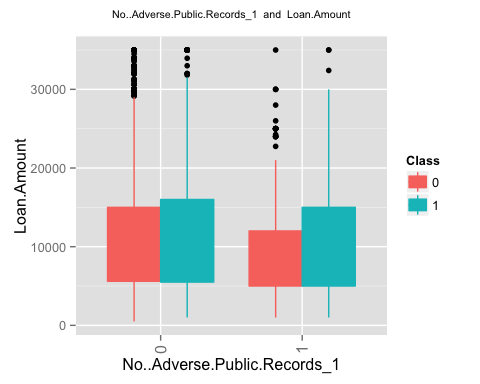 No..Adverse.Public.Records_1 and Loan.Amount
Loan.Amount
30000
20000
10000
0
0
1
No..Adverse.Public.Records_1
Class
0
1